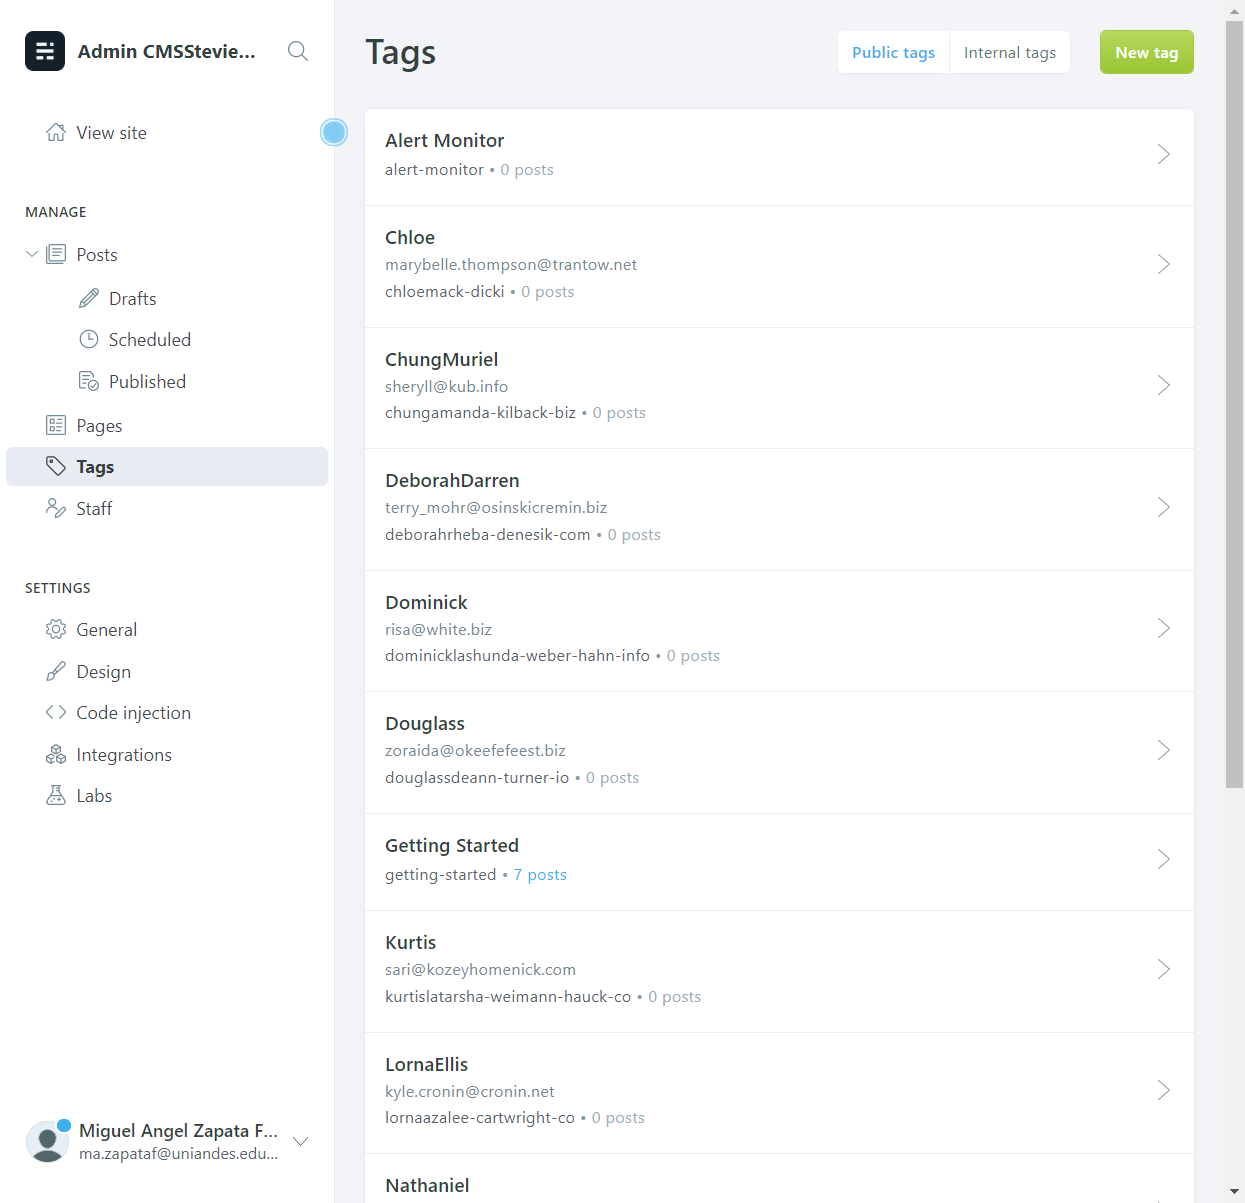 Admin CMSStevie...
View site
MANAGE
Posts
Drafts
Scheduled
Published
Pages
Tags
Staff
SETTINGS
General
Design
Code injection
Integrations
Labs
Miguel Angel Zapata F...
ma.zapataf@uniandes.edu...
Tags
Public tags
Internal tags
New tag
Alert Monitor
alert-monitor • 0 posts
Chloe
marybelle.thompson@trantow.net
chloemack-dicki • 0 posts
ChungMuriel
sheryll@kub.info
chungamanda-kilback-biz • 0 posts
DeborahDarren
terry_mohr@osinskicremin.biz
deborahrheba-denesik-com • 0 posts
Dominick
risa@white.biz
dominicklashunda-weber-hahn-info • 0 posts
Douglass
zoraida@okeefefeest.biz
douglassdeann-turner-io • 0 posts
Getting Started
getting-started • 7 posts
Kurtis
sari@kozeyhomenick.com
kurtislatarsha-weimann-hauck-co • 0 posts
LornaEllis
kyle.cronin@cronin.net
lornaazalee-cartwright-co • 0 posts
Nathaniel